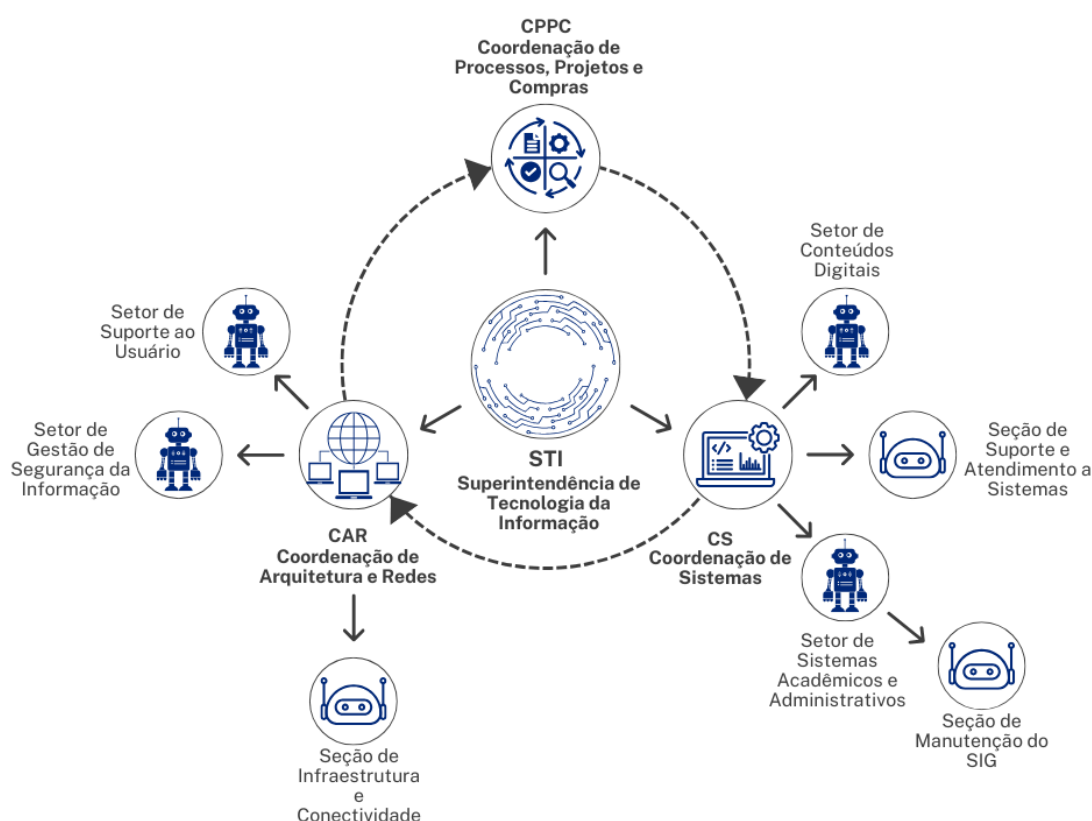 CPPC
Coordenação de
Processos, Projetos e
Compras
Setor de
Conteúdos
Digitais
Setor de
Suporte ao
Usuário
Setor de
Gestão de
Segurança da
Informação
STI
Superintendência de
Tecnologia da
Informação
Seção de
Suporte e
Atendimento a
Sistemas
CAR
Coordenação de
Arquitetura e Redes
CS
Coordenação de
Sistemas
Setor de
Sistemas
Acadêmicos e
Administrativos
Seção de
Manutenção do
SIG
Seção de
Infraestrutura
e
Conectividade